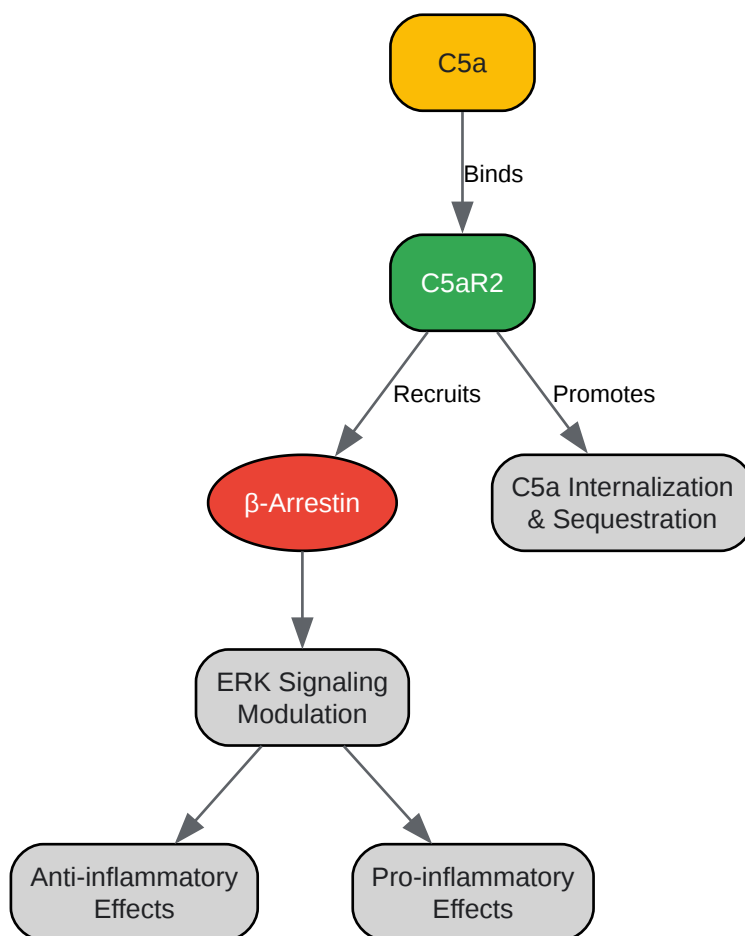 C5a
Binds
C5aR2
Recruits
Promotes
β-Arrestin
C5a Internalization
& Sequestration
ERK Signaling
Modulation
Anti-inflammatory
Effects
Pro-inflammatory
Effects